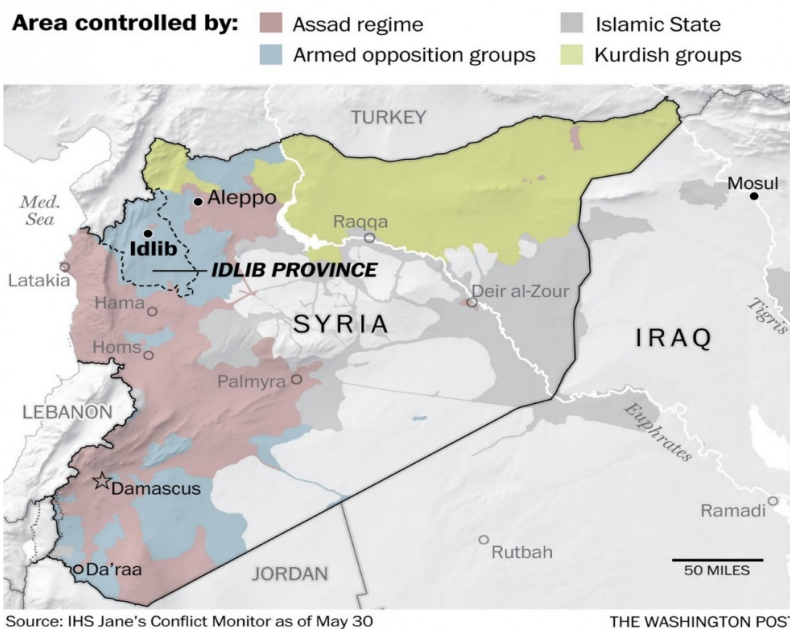 Area controlled by:
Assad regime
Islamic State
Armed opposition groups
Kurdish groups
TURKEY
Med.
Sea
Aleppo
Mosul
Raqqa
Idlib
IDLIB PROVINCE
Latakia
Deir al-Zour
Hama
SYRIA
Tigris
IRAQ
Homs
Palmyra
LEBANON
Euphrates
Damascus
Ramadi
Rutbah
Da'raa
JORDAN
50 MILES
Source: IHS Jane's Conflict Monitor as of May 30
THE WASHINGTON POST